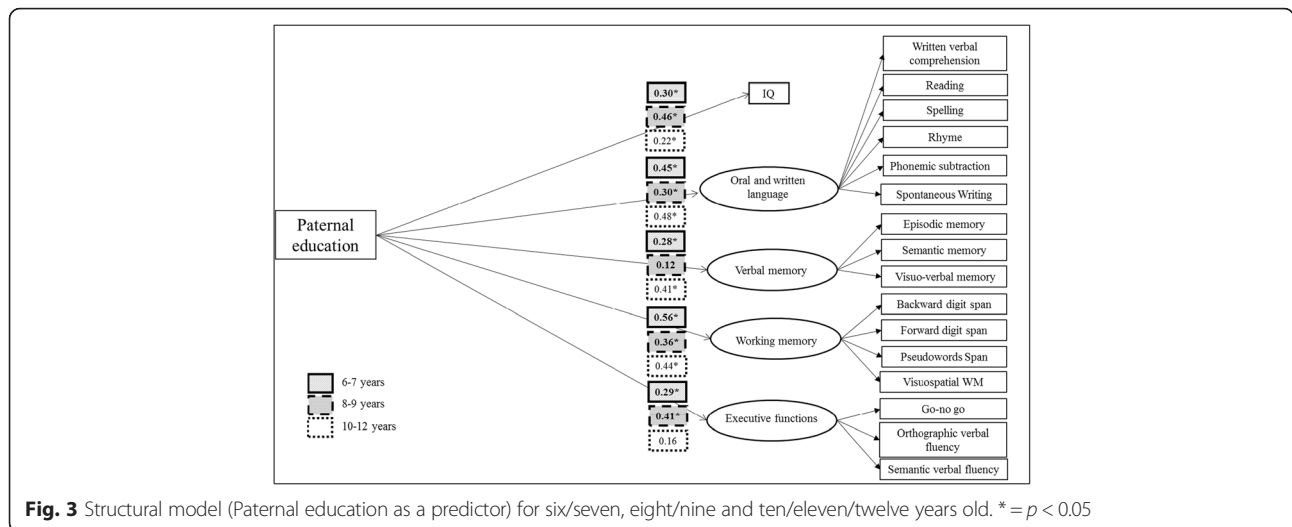 Written verbal
comprehension
0.30*
IQ
Reading
0.46*
Spelling
0.22*
Rhyme
0.45*
Phonemic subtraction
Oral and written
language
0.30*
Spontaneous Writing
0.48*
Paternal
education
Episodic memory
0.28*
Semantic memory
0.12
Verbal memory
Visuo-verbal memory
0.41*
Backward digit span
0.56*
Forward digit span
0.36*
Working memory
Pseudowords Span
0.44*
Visuospatial WM
6-7 years
0.29*
Go-no go
8-9 years
0.41*
Executive functions
10-12 years
Orthographic verbal
fluency
0.16
Semantic verbal fluency
Fig. 3 Structural model (Paternal education as a predictor) for six/seven, eight/nine and ten/eleven/twelve years old. * = p < 0.05